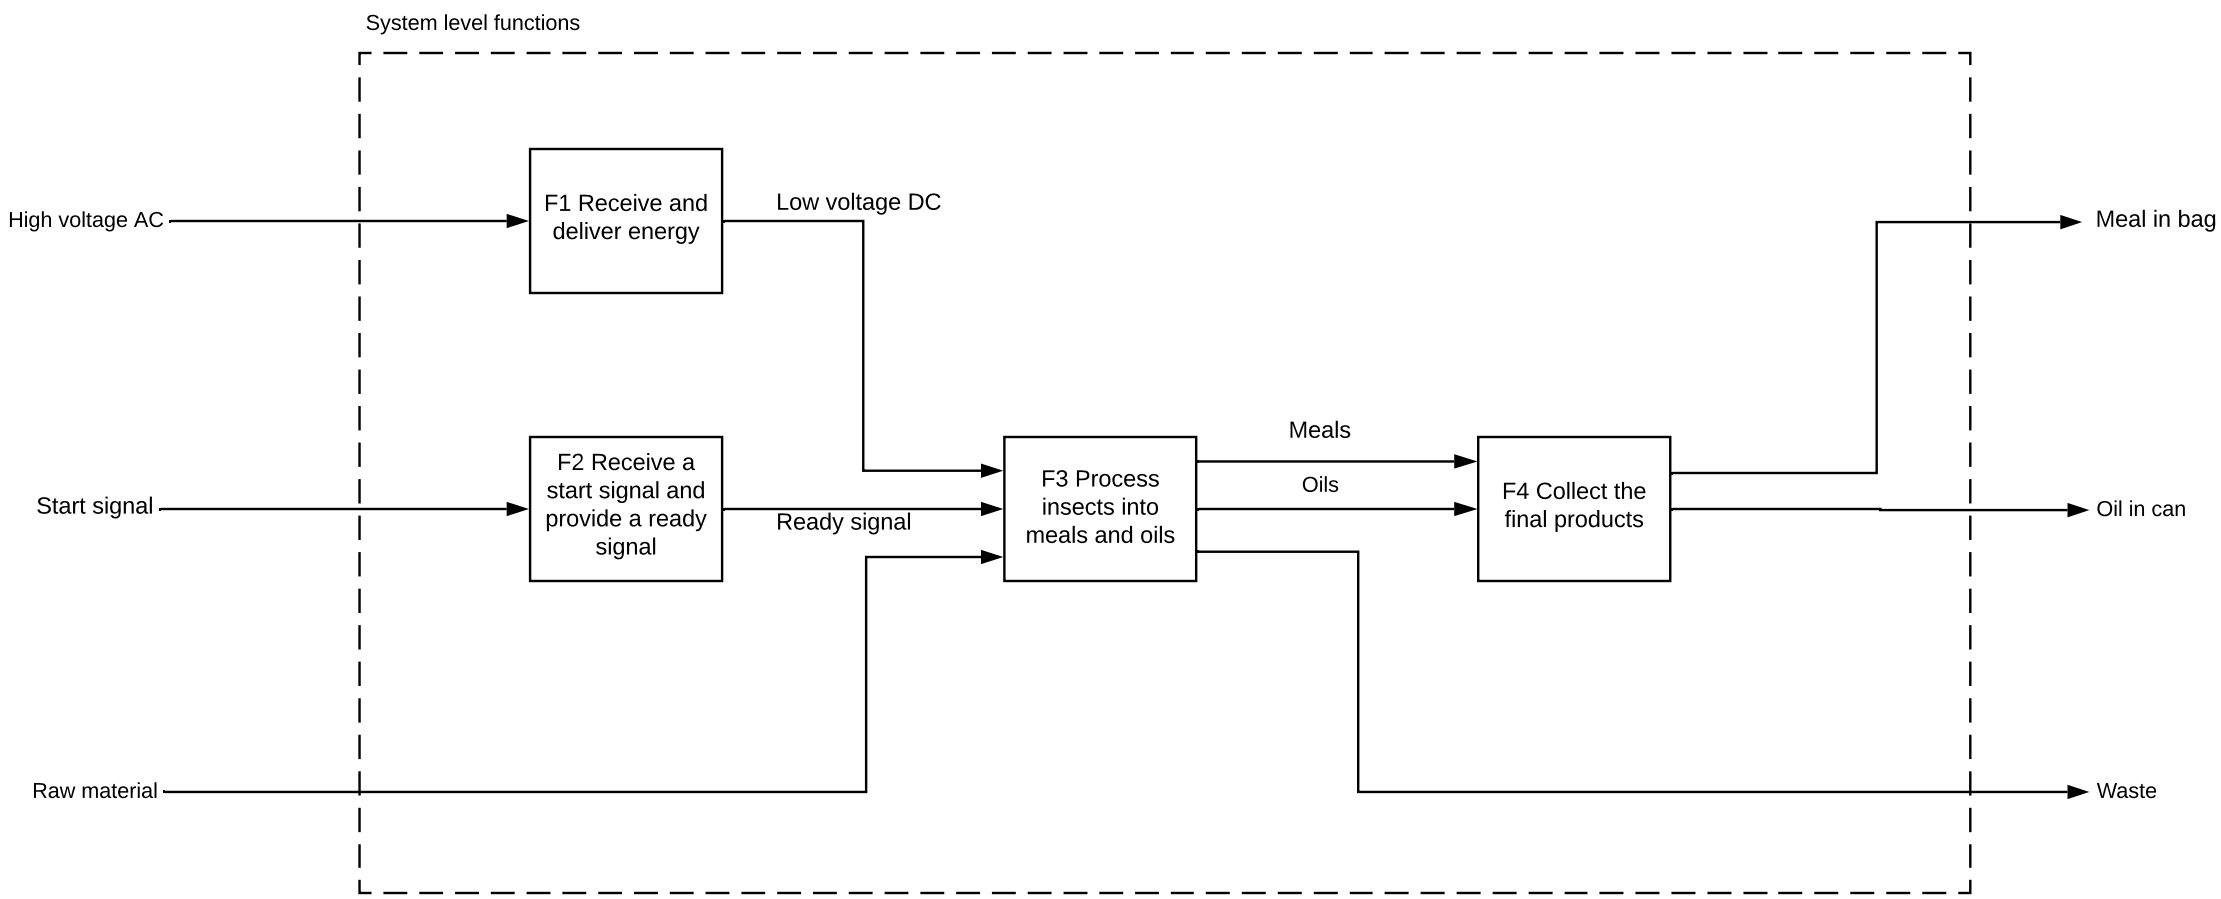 System level functions
High voltage AC
F1 Receive and
deliver energy
Low voltage DC
Meal in bag
Start signal
F2 Receive a
start signal and
provide a ready
signal
Ready signal
F3 Process
insects into
meals and oils
Meals
Oils
F4 Collect the
final products
Oil in can
Raw material
Waste